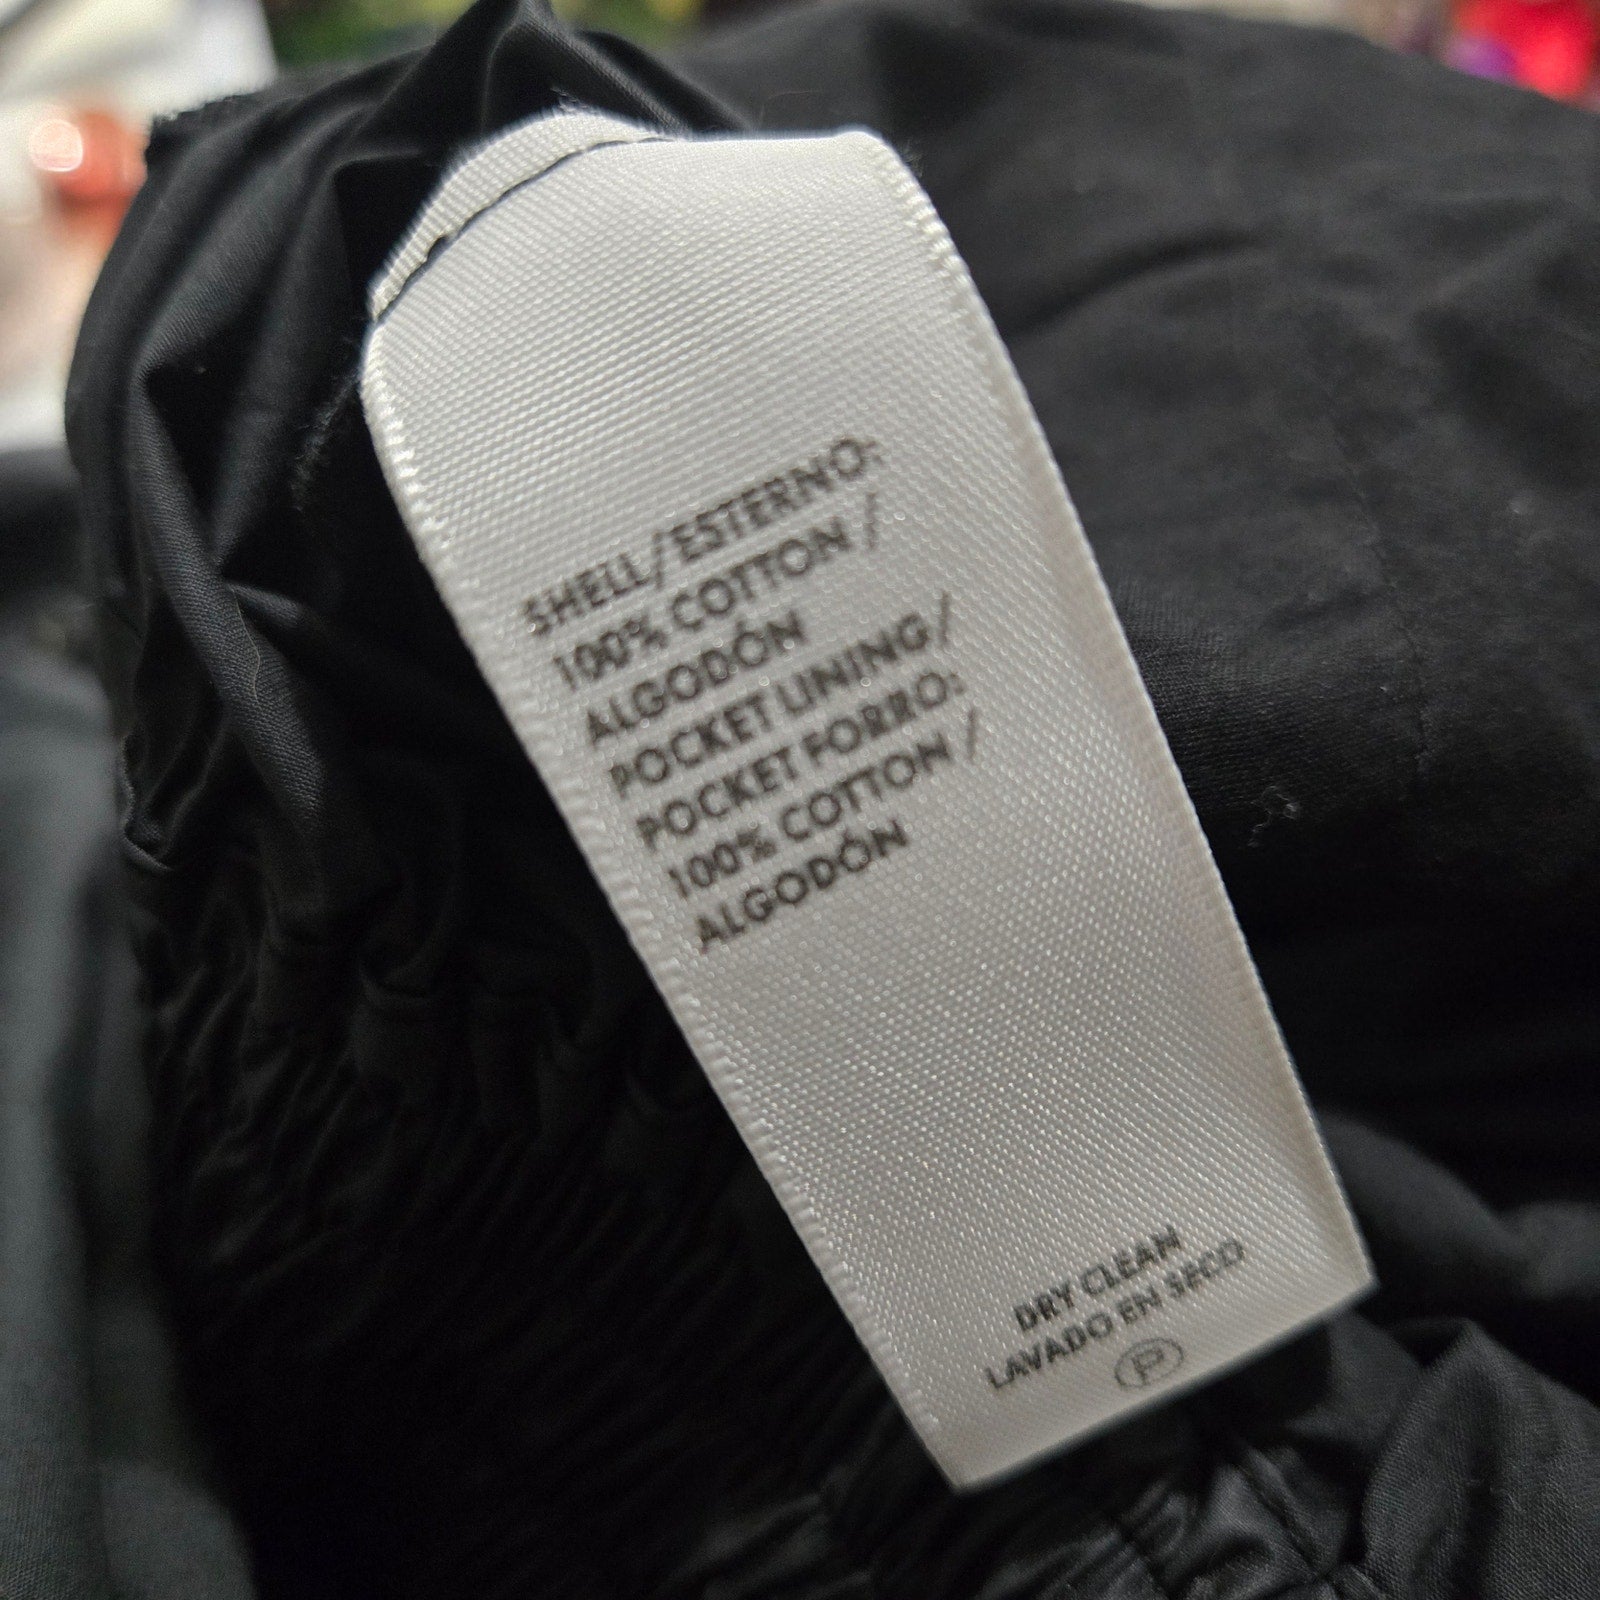 SHELL/ESTERNO:
100% COTTON /
ALGODÓN
POCKET LINING/
POCKET FORRO:
100% COTTON /
ALGODÓN
DRY CLEAN
LAVADO EN SECO
P